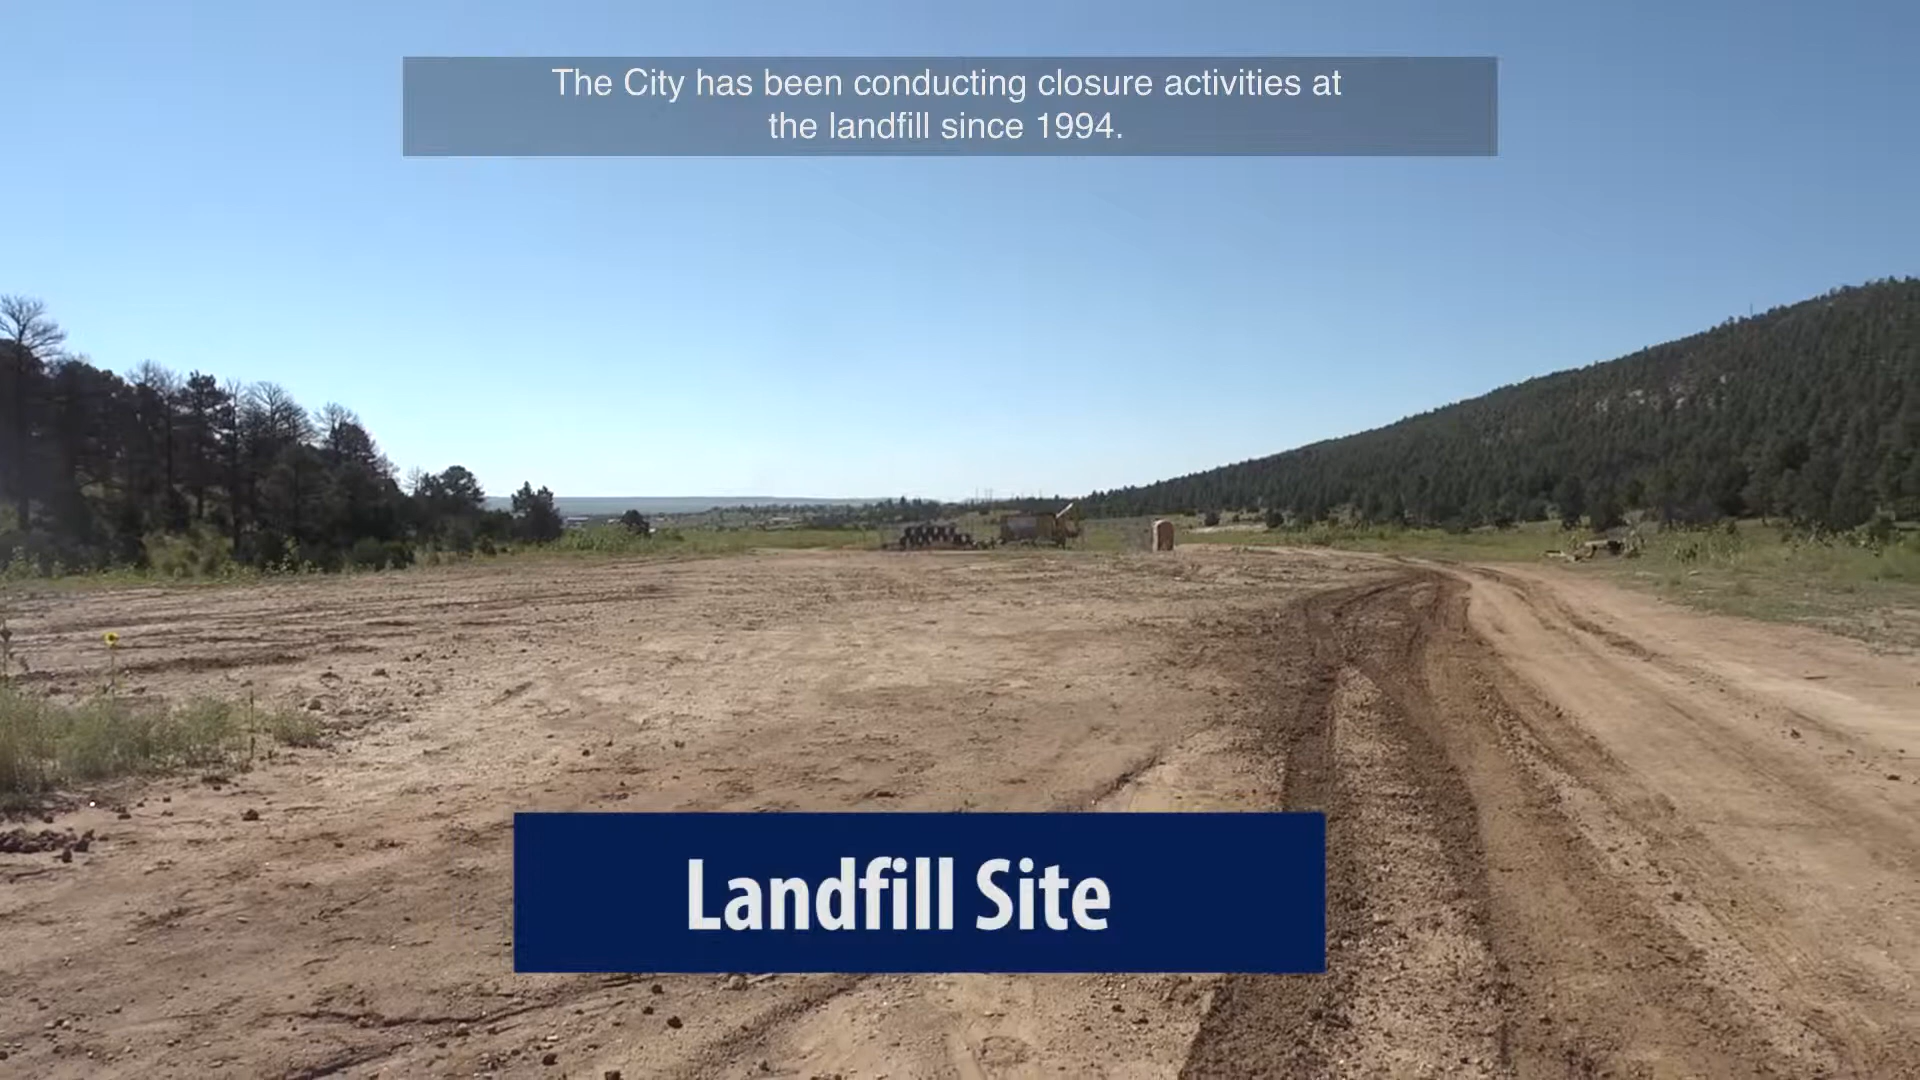 The City has been conducting closure activities at
the landfill since 1994.
Landfill Site